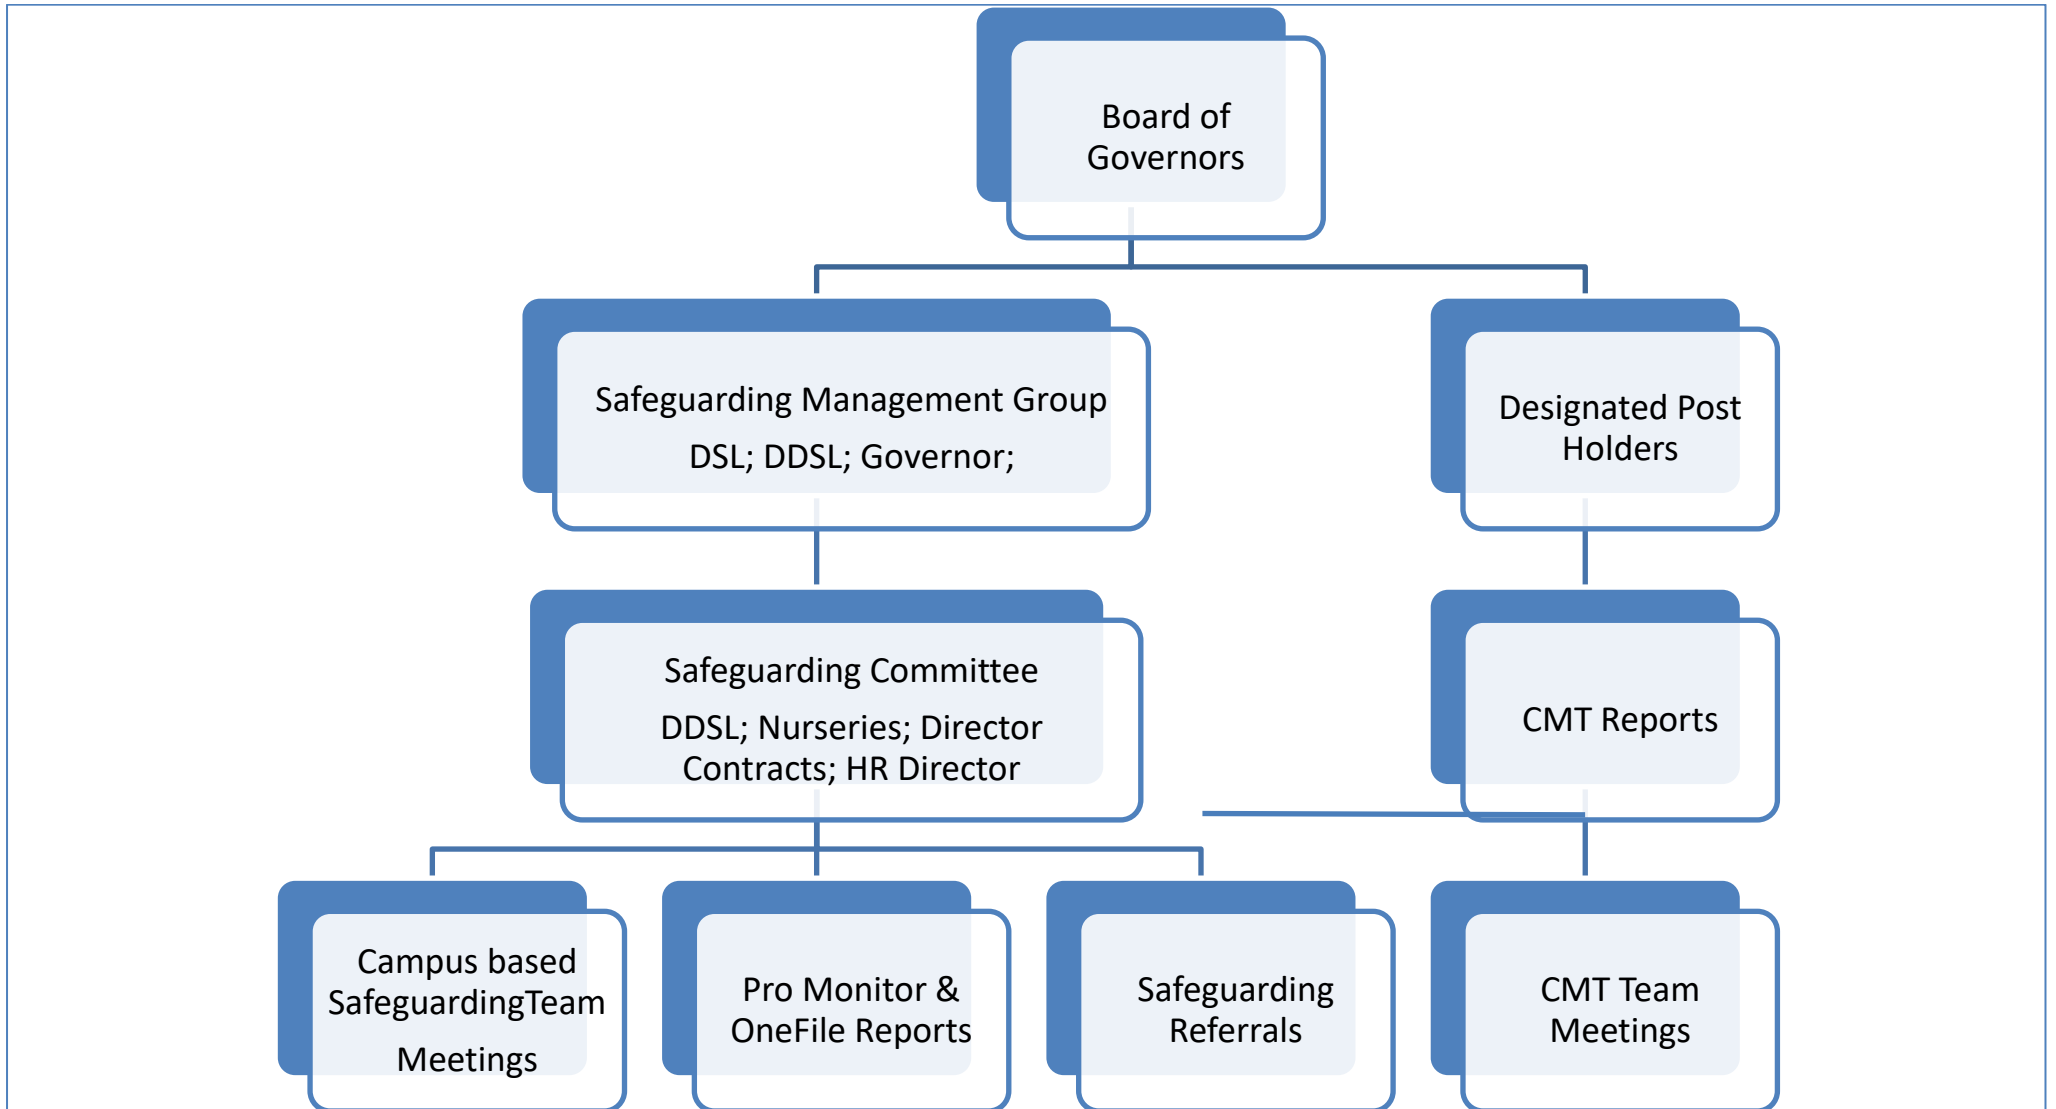 Board of
Governors
Safeguarding Management Group
DSL; DDSL; Governor;
Designated Post
Holders
Safeguarding Committee
DDSL; Nurseries; Director
Contracts; HR Director
CMT Reports
Campus based
SafeguardingTeam
Meetings
Pro Monitor &
OneFile Reports
Safeguarding
Referrals
CMT Team
Meetings